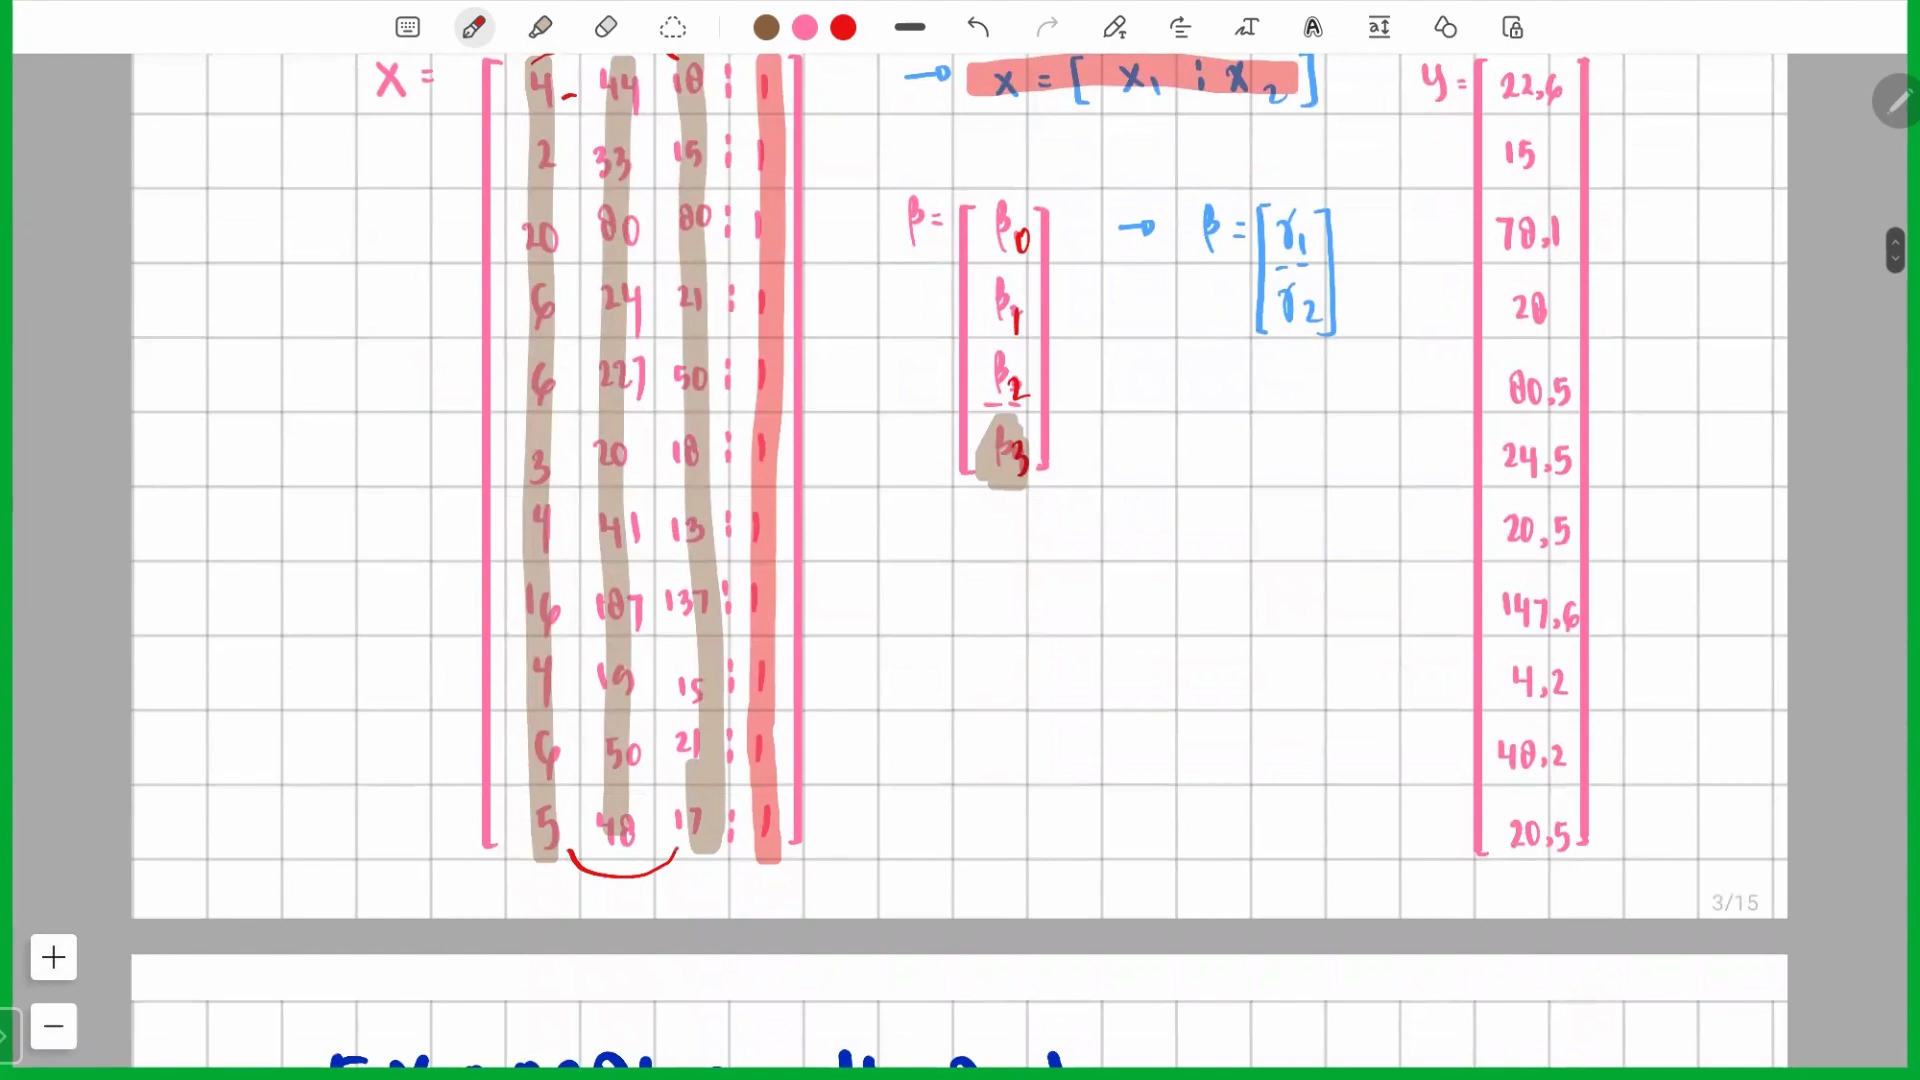 X = [ 4 - 44 18 ⋮ 1 ] → X = [ X₁ ⋮ X₂ ] y = [ 22,6
2 33 15 ⋮ 1 15
20 80 80 ⋮ 1 β = [ β0 ] → β = [ γ1 ] 78,1
6 24 21 ⋮ 1 β1 γ2 28
6 227 50 ⋮ 1 β2 80,5
3 20 18 ⋮ 1 β3 24,5
4 41 13 ⋮ 1 20,5
16 187 137 ⋮ 1 147,6
4 19 15 ⋮ 1 4,2
6 50 21 ⋮ 1 48,2
5 48 17 ⋮ 1 20,5
3/15